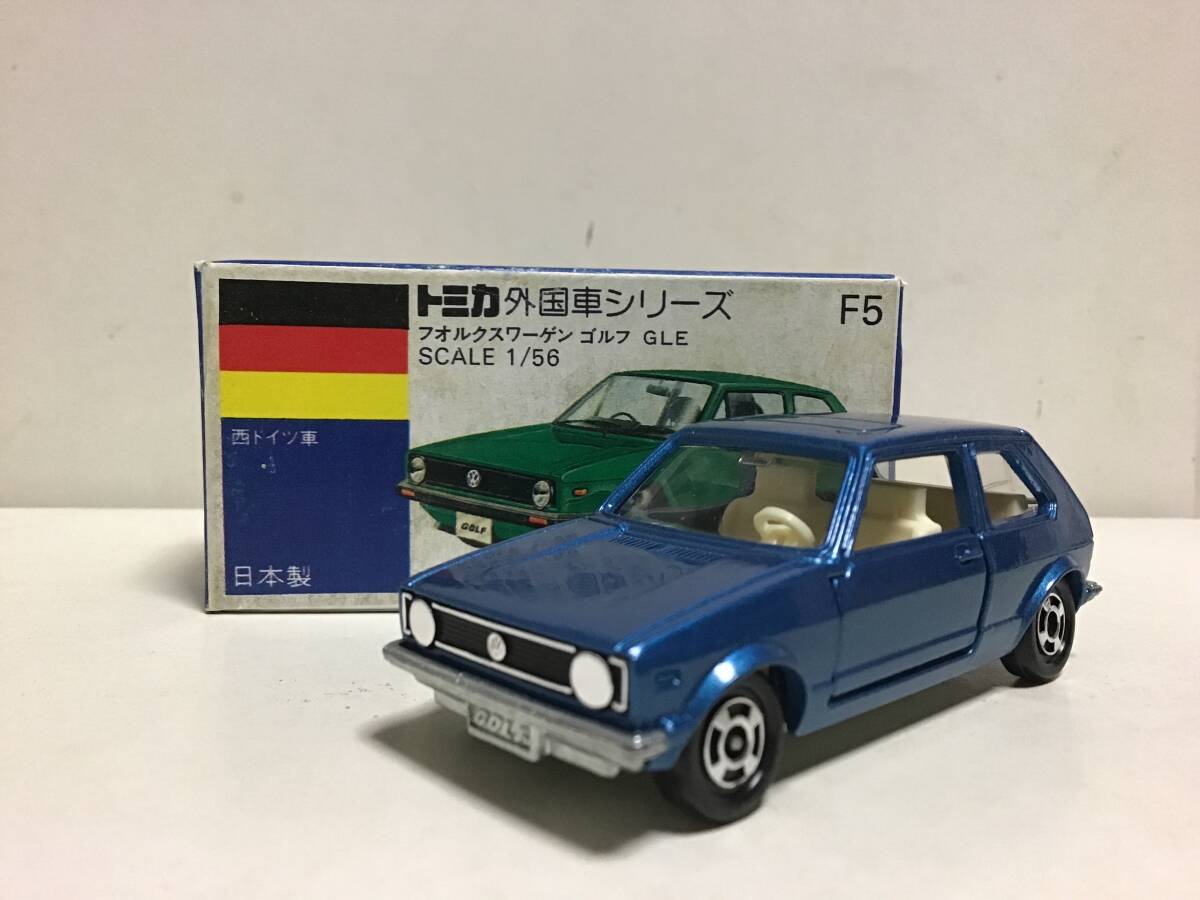 トミカ外国車シリーズ F5
フオルクスワーゲン ゴルフ GLE
SCALE 1/56
西ドイツ車
日本製
GOLF
GOLF